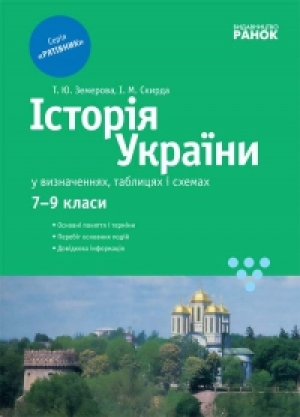 Серія
«РЯТІВНИК»
ВИДАВНИЦТВО
РАНОК
Т. Ю. Земерова, І. М. Скирда
Історія
України
у визначеннях, таблицях і схемах
7–9 класи
• Основні поняття і терміни
• Перебіг основних подій
• Довідкова інформація